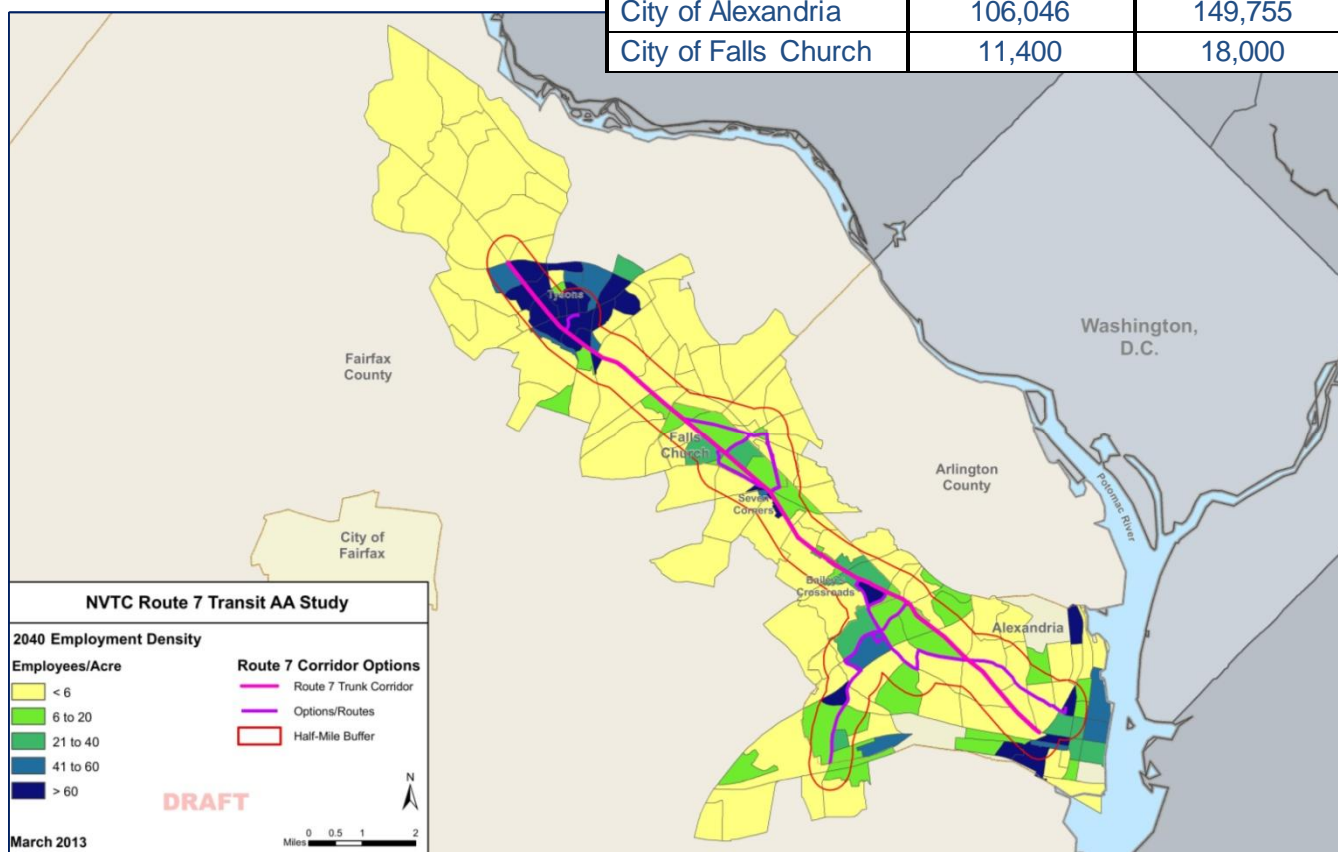 City of Alexandria 106,046 149,755
City of Falls Church 11,400 18,000
Washington,
D.C.
Tysons
Fairfax
County
Falls
Church
Arlington
County
Potomac River
Seven
Corners
City of
Fairfax
Bailey's
Crossroads
Alexandria
NVTC Route 7 Transit AA Study
2040 Employment Density
Employees/Acre
< 6
6 to 20
21 to 40
41 to 60
> 60
Route 7 Corridor Options
Route 7 Trunk Corridor
Options/Routes
Half-Mile Buffer
N
DRAFT
March 2013
Miles 0 0.5 1 2